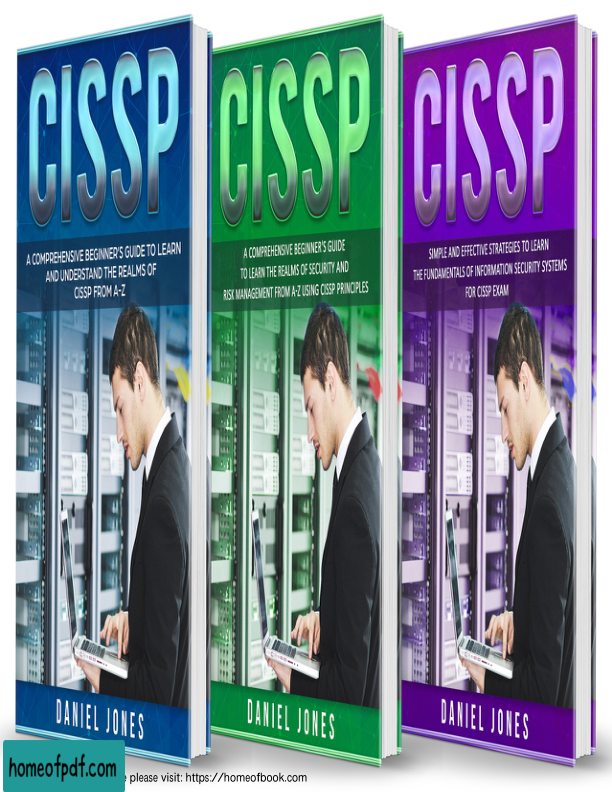 CISSP
A COMPREHENSIVE BEGINNER'S GUIDE TO LEARN
AND UNDERSTAND THE REALMS OF
CISSP FROM A-Z
DANIEL JONES
CISSP
A COMPREHENSIVE BEGINNER'S GUIDE
TO LEARN THE REALMS OF SECURITY AND
RISK MANAGEMENT FROM A-Z USING CISSP PRINCIPLES
DANIEL JONES
CISSP
SIMPLE AND EFFECTIVE STRATEGIES TO LEARN
THE FUNDAMENTALS OF INFORMATION SECURITY SYSTEMS
FOR CISSP EXAM
DANIEL JONES
homeofpdf.com
please visit: https://homeofbook.com